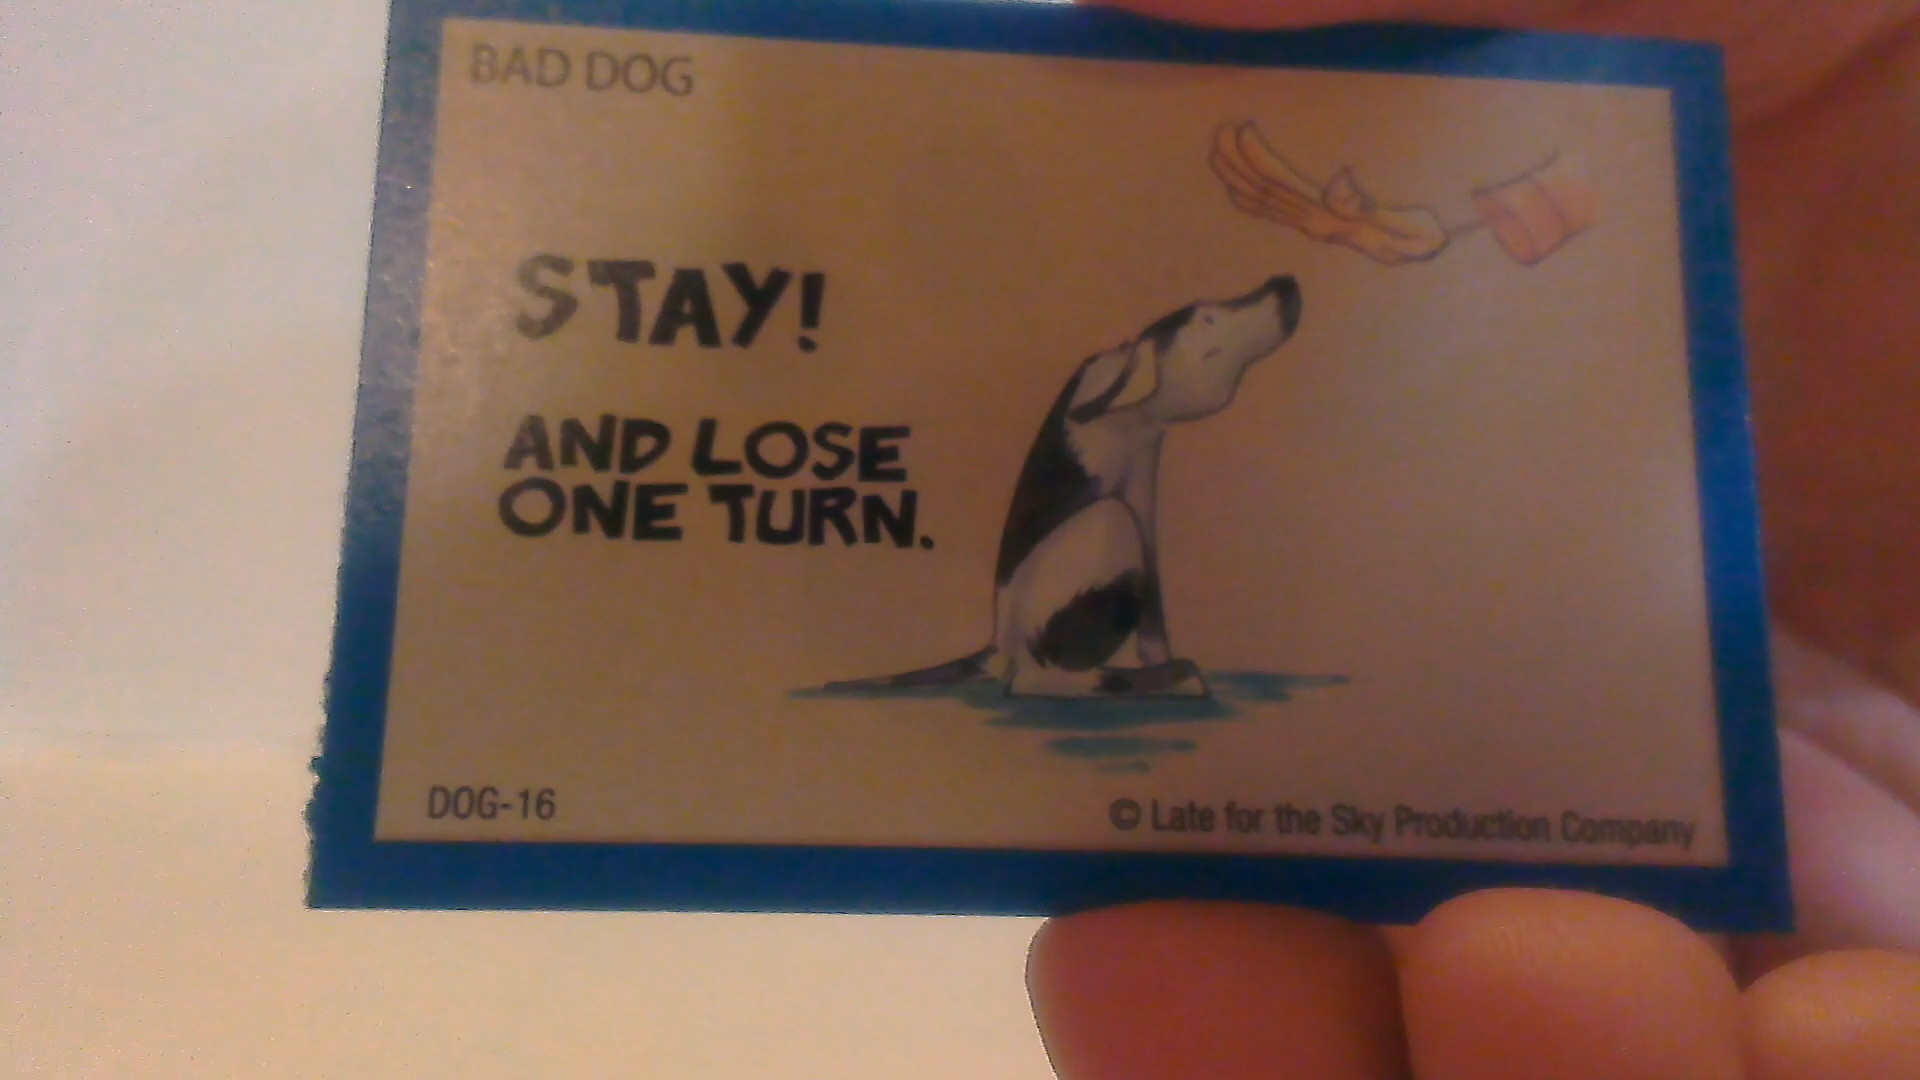 BAD DOG
STAY!
AND LOSE
ONE TURN.
DOG-16
© Late for the Sky Production Company